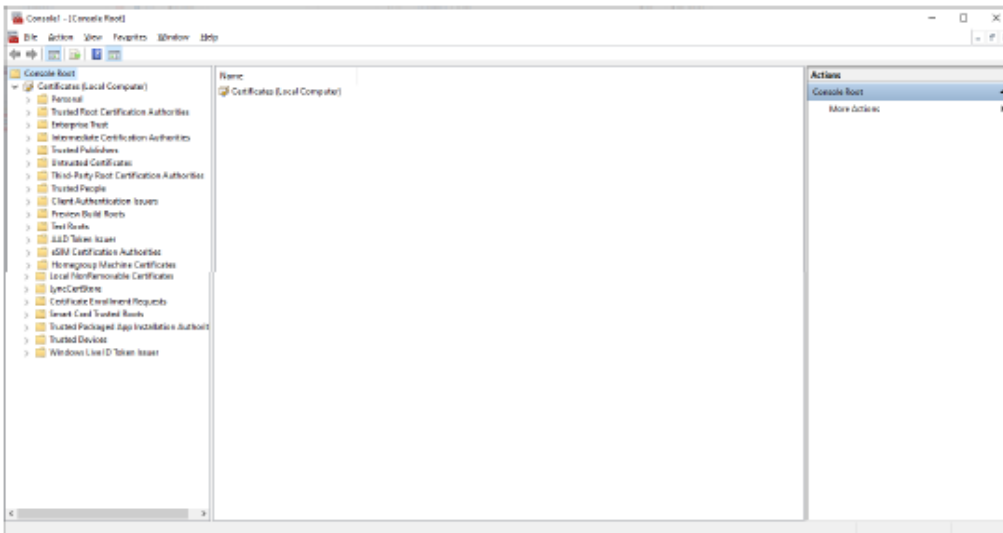 Console1 - [Console Root]
File Action View Favorites Window Help
Console Root
Certificates (Local Computer)
Personal
Trusted Root Certification Authorities
Enterprise Trust
Intermediate Certification Authorities
Trusted Publishers
Untrusted Certificates
Third-Party Root Certification Authorities
Trusted People
Client Authentication Issuers
Preview Build Roots
Test Roots
AAD Token Issuer
eSIM Certification Authorities
Homegroup Machine Certificates
Local NonRemovable Certificates
LyncCertStore
Certificate Enrollment Requests
Smart Card Trusted Roots
Trusted Packaged App Installation Authorit
Trusted Devices
Windows Live ID Token Issuer
Name
Certificates (Local Computer)
Actions
Console Root
More Actions